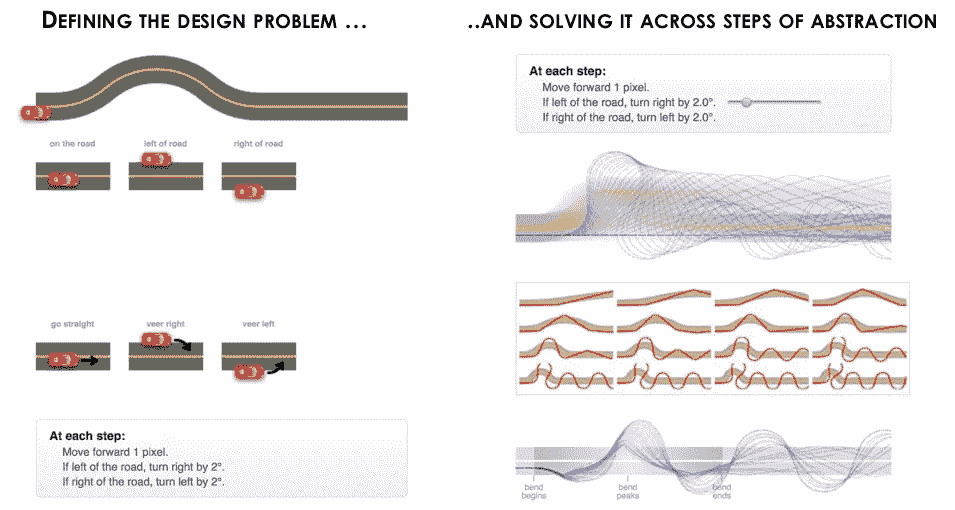 DEFINING THE DESIGN PROBLEM ...
on the road
left of road
right of road
go straight
veer right
veer left
At each step:
Move forward 1 pixel.
If left of the road, turn right by 2°.
If right of the road, turn left by 2°.
..AND SOLVING IT ACROSS STEPS OF ABSTRACTION
At each step:
Move forward 1 pixel.
If left of the road, turn right by 2.0°.
If right of the road, turn left by 2.0°.
bend begins
bend peaks
bend ends